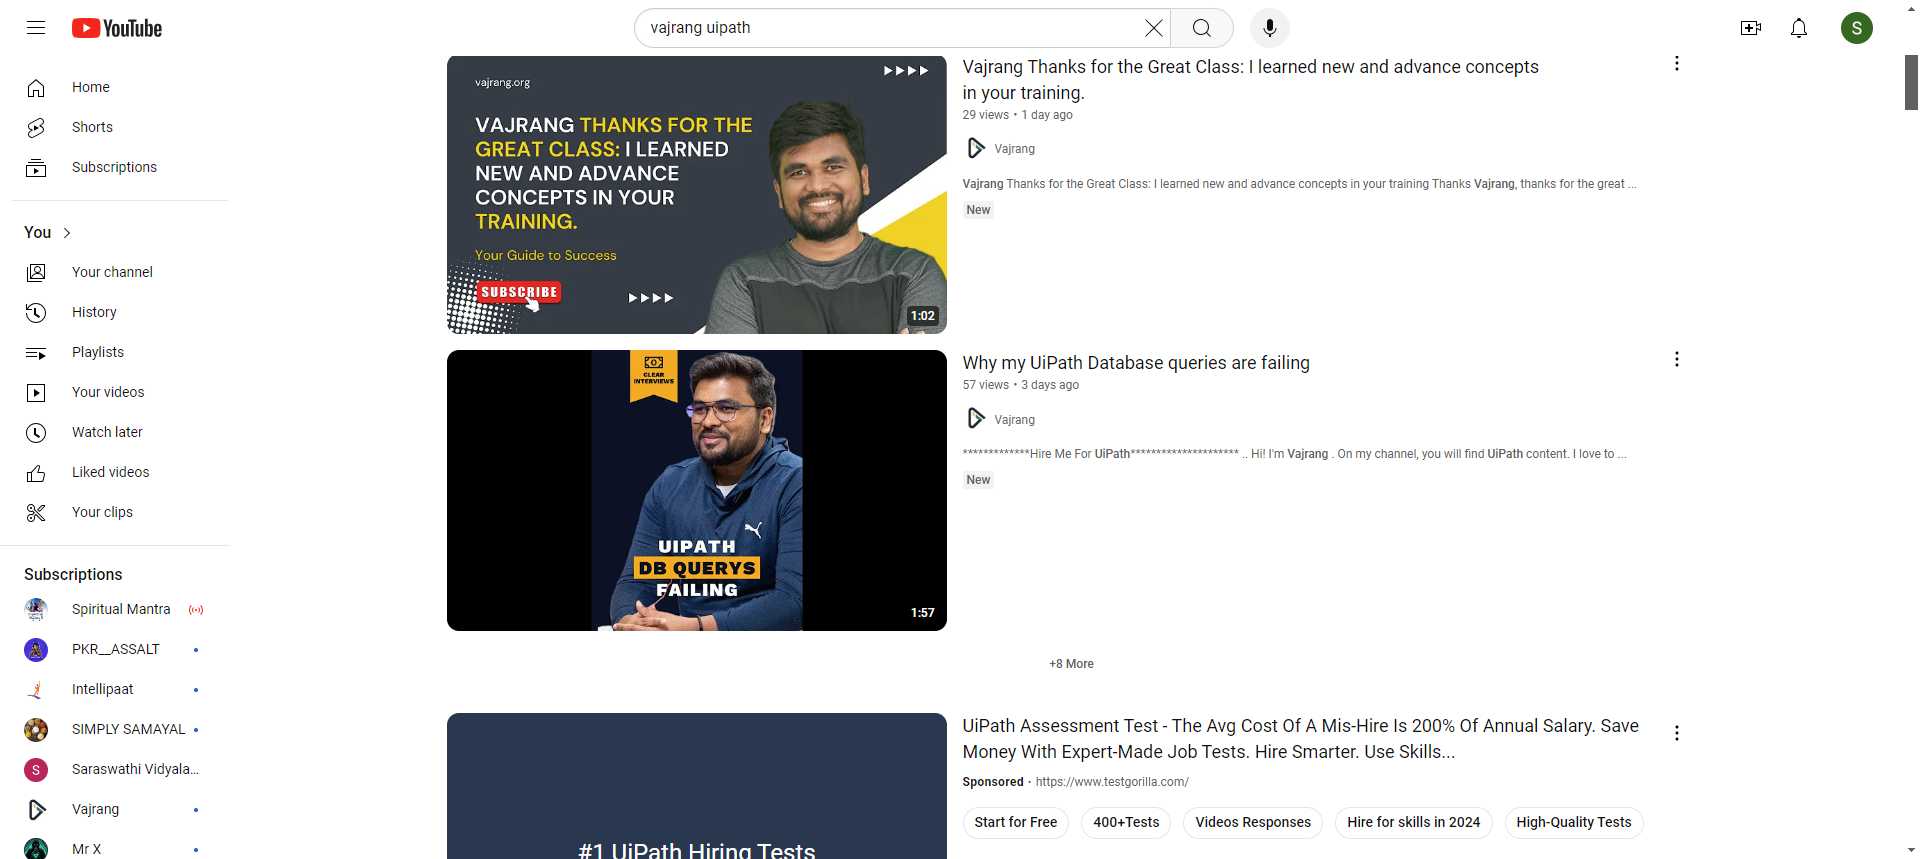 YouTube
vajrang uipath
S
Home
Shorts
Subscriptions
You
Your channel
History
Playlists
Your videos
Watch later
Liked videos
Your clips
Subscriptions
Spiritual Mantra
PKR__ASSALT
Intellipaat
SIMPLY SAMAYAL
S
Saraswathi Vidyala...
Vajrang
Mr X
vajrang.org
VAJRANG THANKS FOR THE
GREAT CLASS: I LEARNED
NEW AND ADVANCE
CONCEPTS IN YOUR
TRAINING.
Your Guide to Success
SUBSCRIBE
1:02
Vajrang Thanks for the Great Class: I learned new and advance concepts
in your training.
29 views • 1 day ago
Vajrang
Vajrang Thanks for the Great Class: I learned new and advance concepts in your training Thanks Vajrang, thanks for the great ...
New
CLEAR
INTERVIEWS
UIPATH
DB QUERYS
FAILING
1:57
Why my UiPath Database queries are failing
57 views • 3 days ago
Vajrang
*************Hire Me For UiPath********************* .. Hi! I'm Vajrang . On my channel, you will find UiPath content. I love to ...
New
+8 More
#1 UiPath Hiring Tests
UiPath Assessment Test - The Avg Cost Of A Mis-Hire Is 200% Of Annual Salary. Save
Money With Expert-Made Job Tests. Hire Smarter. Use Skills...
Sponsored · https://www.testgorilla.com/
Start for Free
400+Tests
Videos Responses
Hire for skills in 2024
High-Quality Tests